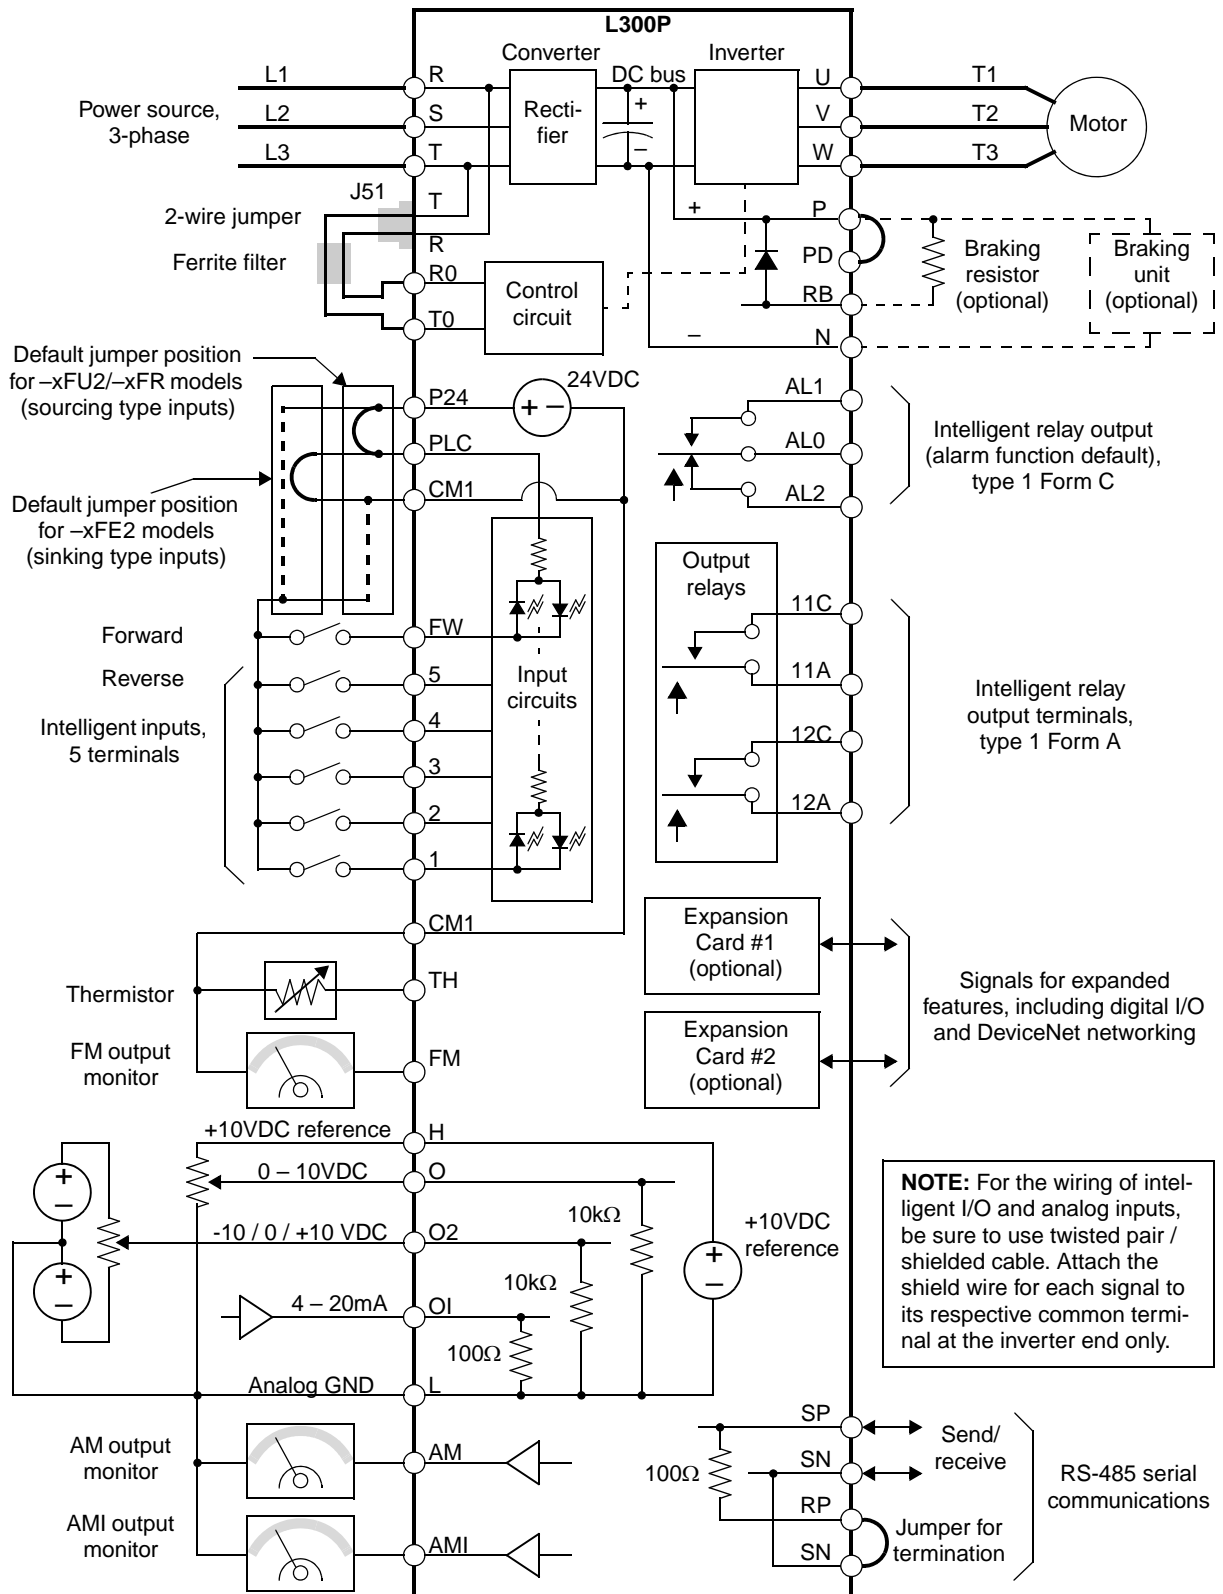 L300P
Converter
Inverter
L1
R
DC bus
U
T1
Power source,
3-phase
L2
S
Recti-
fier
+
–
V
T2
Motor
L3
T
W
T3
J51
2-wire jumper
T
R
+
P
Ferrite filter
PD
Braking
resistor
(optional)
Braking
unit
(optional)
R0
Control
circuit
RB
T0
–
N
Default jumper position
for –xFU2/–xFR models
(sourcing type inputs)
P24
+ –
24VDC
AL1
PLC
AL0
Intelligent relay output
(alarm function default),
type 1 Form C
Default jumper position
for –xFE2 models
(sinking type inputs)
CM1
AL2
Output
relays
11C
Forward
FW
Reverse
5
Input
circuits
11A
Intelligent relay
output terminals,
type 1 Form A
Intelligent inputs,
5 terminals
4
12C
3
12A
2
1
CM1
Expansion
Card #1
(optional)
Thermistor
TH
Signals for expanded
features, including digital I/O
and DeviceNet networking
FM output
monitor
FM
Expansion
Card #2
(optional)
+10VDC reference
H
+
–
0 – 10VDC
O
10kΩ
-10 / 0 / +10 VDC
O2
+10VDC
reference
+
–
+
–
10kΩ
4 – 20mA
OI
100Ω
Analog GND
L
NOTE: For the wiring of intel-
ligent I/O and analog inputs,
be sure to use twisted pair /
shielded cable. Attach the
shield wire for each signal to
its respective common termi-
nal at the inverter end only.
AM output
monitor
AM
SP
Send/
receive
100Ω
SN
RS-485 serial
communications
RP
Jumper for
termination
AMI output
monitor
AMI
SN